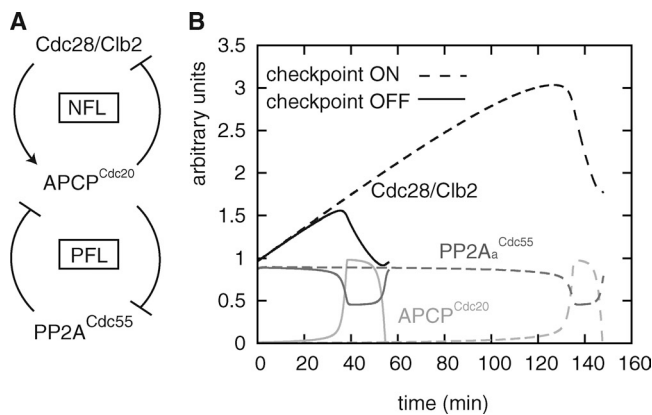 A
Cdc28/Clb2
NFL
APCP^Cdc20
PFL
PP2A^Cdc55
B
arbitrary units
3.5
3
2.5
2
1.5
1
0.5
0
checkpoint ON
checkpoint OFF
Cdc28/Clb2
PP2A_a^Cdc55
APCP^Cdc20
0 20 40 60 80 100 120 140 160
time (min)